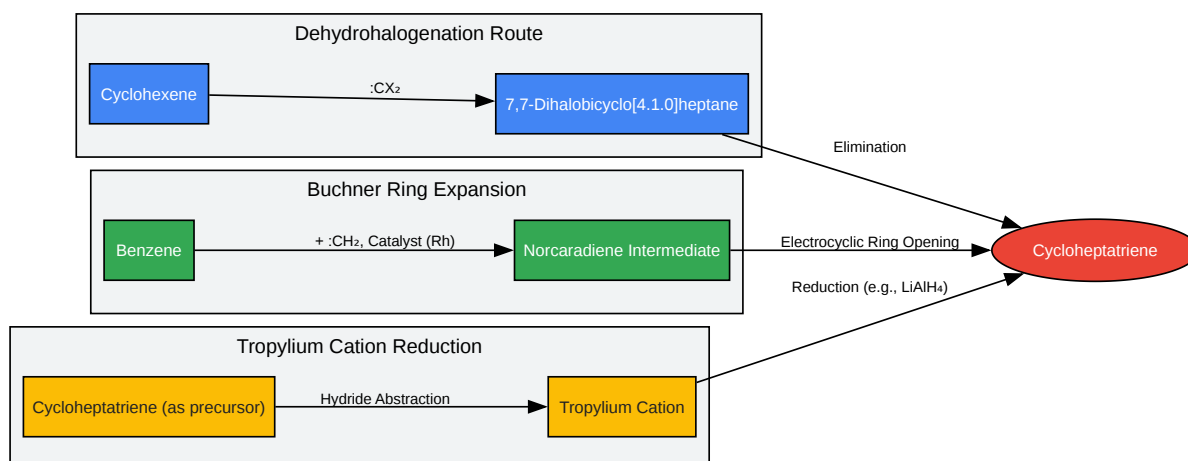 Dehydrohalogenation Route
Cyclohexene
:CX₂
7,7-Dihalobicyclo[4.1.0]heptane
Elimination
Buchner Ring Expansion
Benzene
+ :CH₂, Catalyst (Rh)
Norcaradiene Intermediate
Electrocyclic Ring Opening
Cycloheptatriene
Reduction (e.g., LiAlH₄)
Tropylium Cation Reduction
Cycloheptatriene (as precursor)
Hydride Abstraction
Tropylium Cation